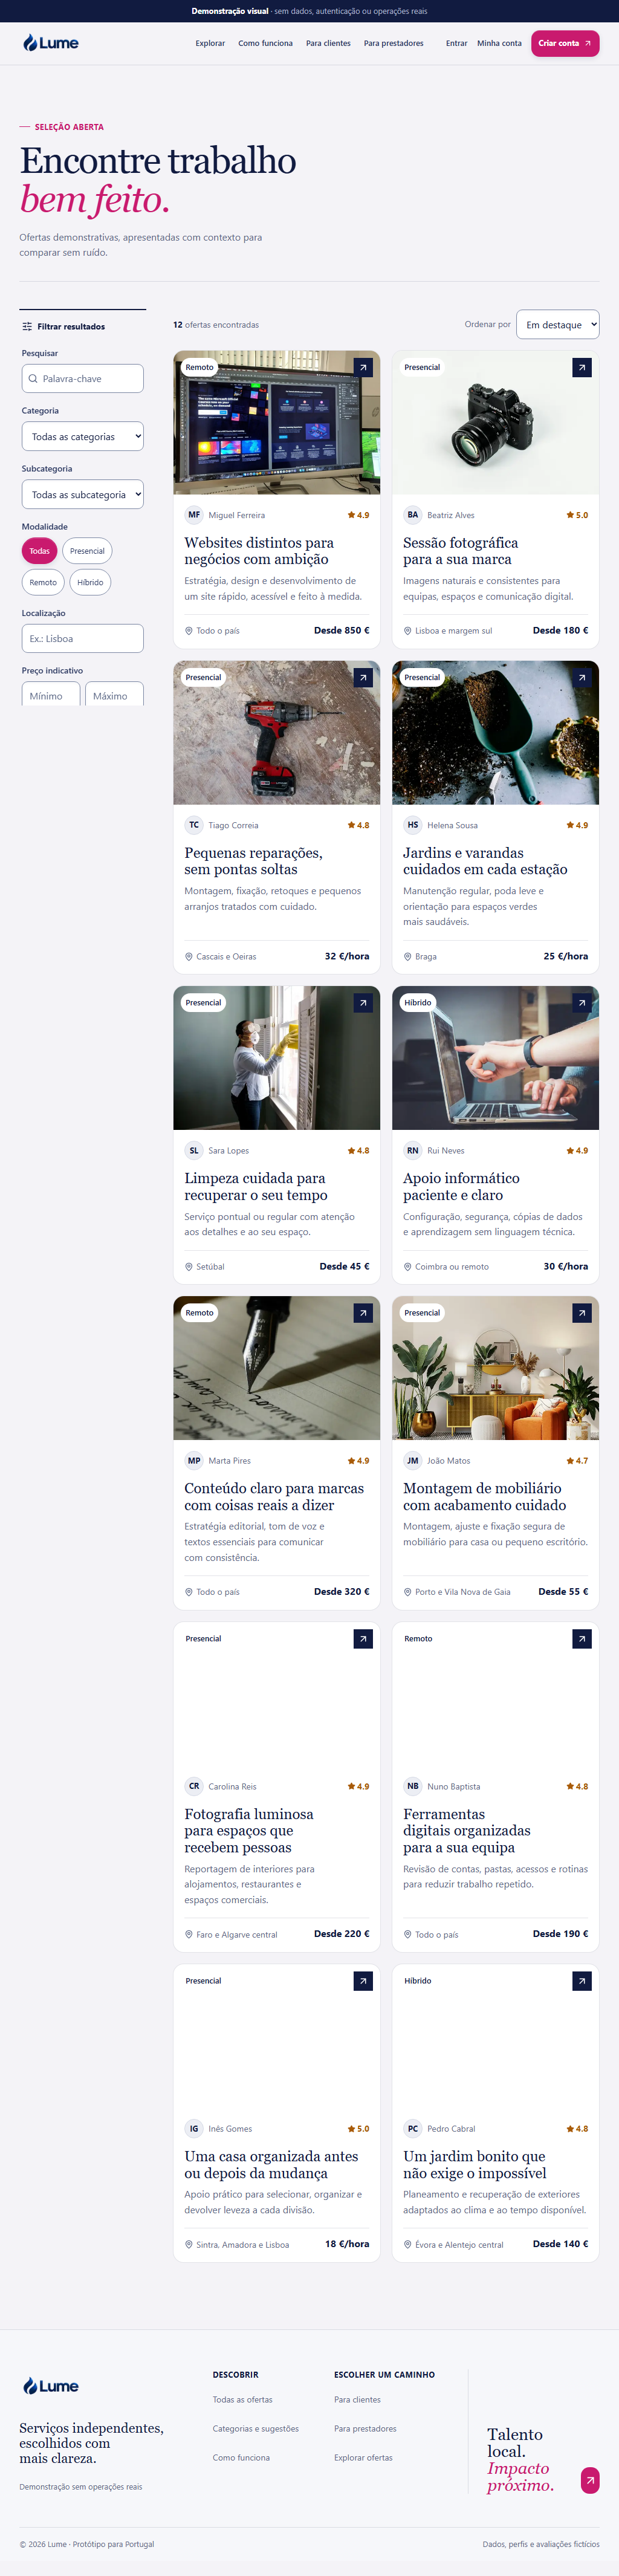 Demonstração visual · sem dados, autenticação ou operações reais
Lume
Explorar
Como funciona
Para clientes
Para prestadores
Entrar
Minha conta
Criar conta
SELEÇÃO ABERTA
Encontre trabalho
bem feito.
Ofertas demonstrativas, apresentadas com contexto para
comparar sem ruído.
Filtrar resultados
Pesquisar
Palavra-chave
Categoria
Todas as categorias
Subcategoria
Todas as subcategoria
Modalidade
Todas
Presencial
Remoto
Híbrido
Localização
Ex.: Lisboa
Preço indicativo
Mínimo
Máximo
12 ofertas encontradas
Ordenar por
Em destaque
Remoto
MF
Miguel Ferreira
4.9
Websites distintos para
negócios com ambição
Estratégia, design e desenvolvimento de
um site rápido, acessível e feito à medida.
Todo o país
Desde 850 €
Presencial
BA
Beatriz Alves
5.0
Sessão fotográfica
para a sua marca
Imagens naturais e consistentes para
equipas, espaços e comunicação digital.
Lisboa e margem sul
Desde 180 €
Presencial
TC
Tiago Correia
4.8
Pequenas reparações,
sem pontas soltas
Montagem, fixação, retoques e pequenos
arranjos tratados com cuidado.
Cascais e Oeiras
32 €/hora
Presencial
HS
Helena Sousa
4.9
Jardins e varandas
cuidados em cada estação
Manutenção regular, poda leve e
orientação para espaços verdes
mais saudáveis.
Braga
25 €/hora
Presencial
SL
Sara Lopes
4.8
Limpeza cuidada para
recuperar o seu tempo
Serviço pontual ou regular com atenção
aos detalhes e ao seu espaço.
Setúbal
Desde 45 €
Híbrido
RN
Rui Neves
4.9
Apoio informático
paciente e claro
Configuração, segurança, cópias de dados
e aprendizagem sem linguagem técnica.
Coimbra ou remoto
30 €/hora
Remoto
MP
Marta Pires
4.9
Conteúdo claro para marcas
com coisas reais a dizer
Estratégia editorial, tom de voz e
textos essenciais para comunicar
com consistência.
Todo o país
Desde 320 €
Presencial
JM
João Matos
4.7
Montagem de mobiliário
com acabamento cuidado
Montagem, ajuste e fixação segura de
mobiliário para casa ou pequeno escritório.
Porto e Vila Nova de Gaia
Desde 55 €
Presencial
CR
Carolina Reis
4.9
Fotografia luminosa
para espaços que
recebem pessoas
Reportagem de interiores para
alojamentos, restaurantes e
espaços comerciais.
Faro e Algarve central
Desde 220 €
Remoto
NB
Nuno Baptista
4.8
Ferramentas
digitais organizadas
para a sua equipa
Revisão de contas, pastas, acessos e rotinas
para reduzir trabalho repetido.
Todo o país
Desde 190 €
Presencial
IG
Inês Gomes
5.0
Uma casa organizada antes
ou depois da mudança
Apoio prático para selecionar, organizar e
devolver leveza a cada divisão.
Sintra, Amadora e Lisboa
18 €/hora
Híbrido
PC
Pedro Cabral
4.8
Um jardim bonito que
não exige o impossível
Planeamento e recuperação de exteriores
adaptados ao clima e ao tempo disponível.
Évora e Alentejo central
Desde 140 €
Lume
Serviços independentes,
escolhidos com
mais clareza.
Demonstração sem operações reais
DESCOBRIR
Todas as ofertas
Categorias e sugestões
Como funciona
ESCOLHER UM CAMINHO
Para clientes
Para prestadores
Explorar ofertas
Talento
local.
Impacto
próximo.
© 2026 Lume · Protótipo para Portugal
Dados, perfis e avaliações fictícios